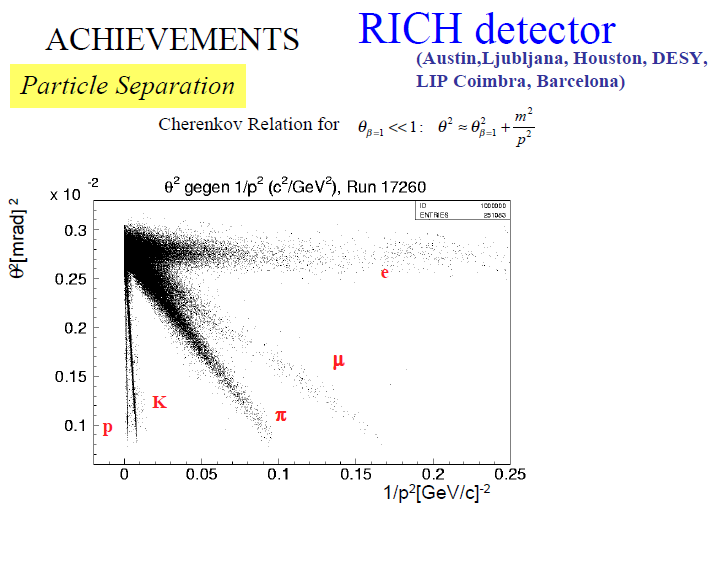 ACHIEVEMENTS
RICH detector
(Austin,Ljubljana, Houston, DESY,
LIP Coimbra, Barcelona)
Particle Separation
Cherenkov Relation for θβ=1 << 1: θ² ≈ θ²β=1 + m²/p²
θ² gegen 1/p² (c²/GeV²), Run 17260
x 10⁻²
ID 1000000
ENTRIES 251083
θ²[mrad]²
0.3
0.25
0.2
0.15
0.1
e
μ
K
π
p
0 0.05 0.1 0.15 0.2 0.25
1/p²[GeV/c]⁻²